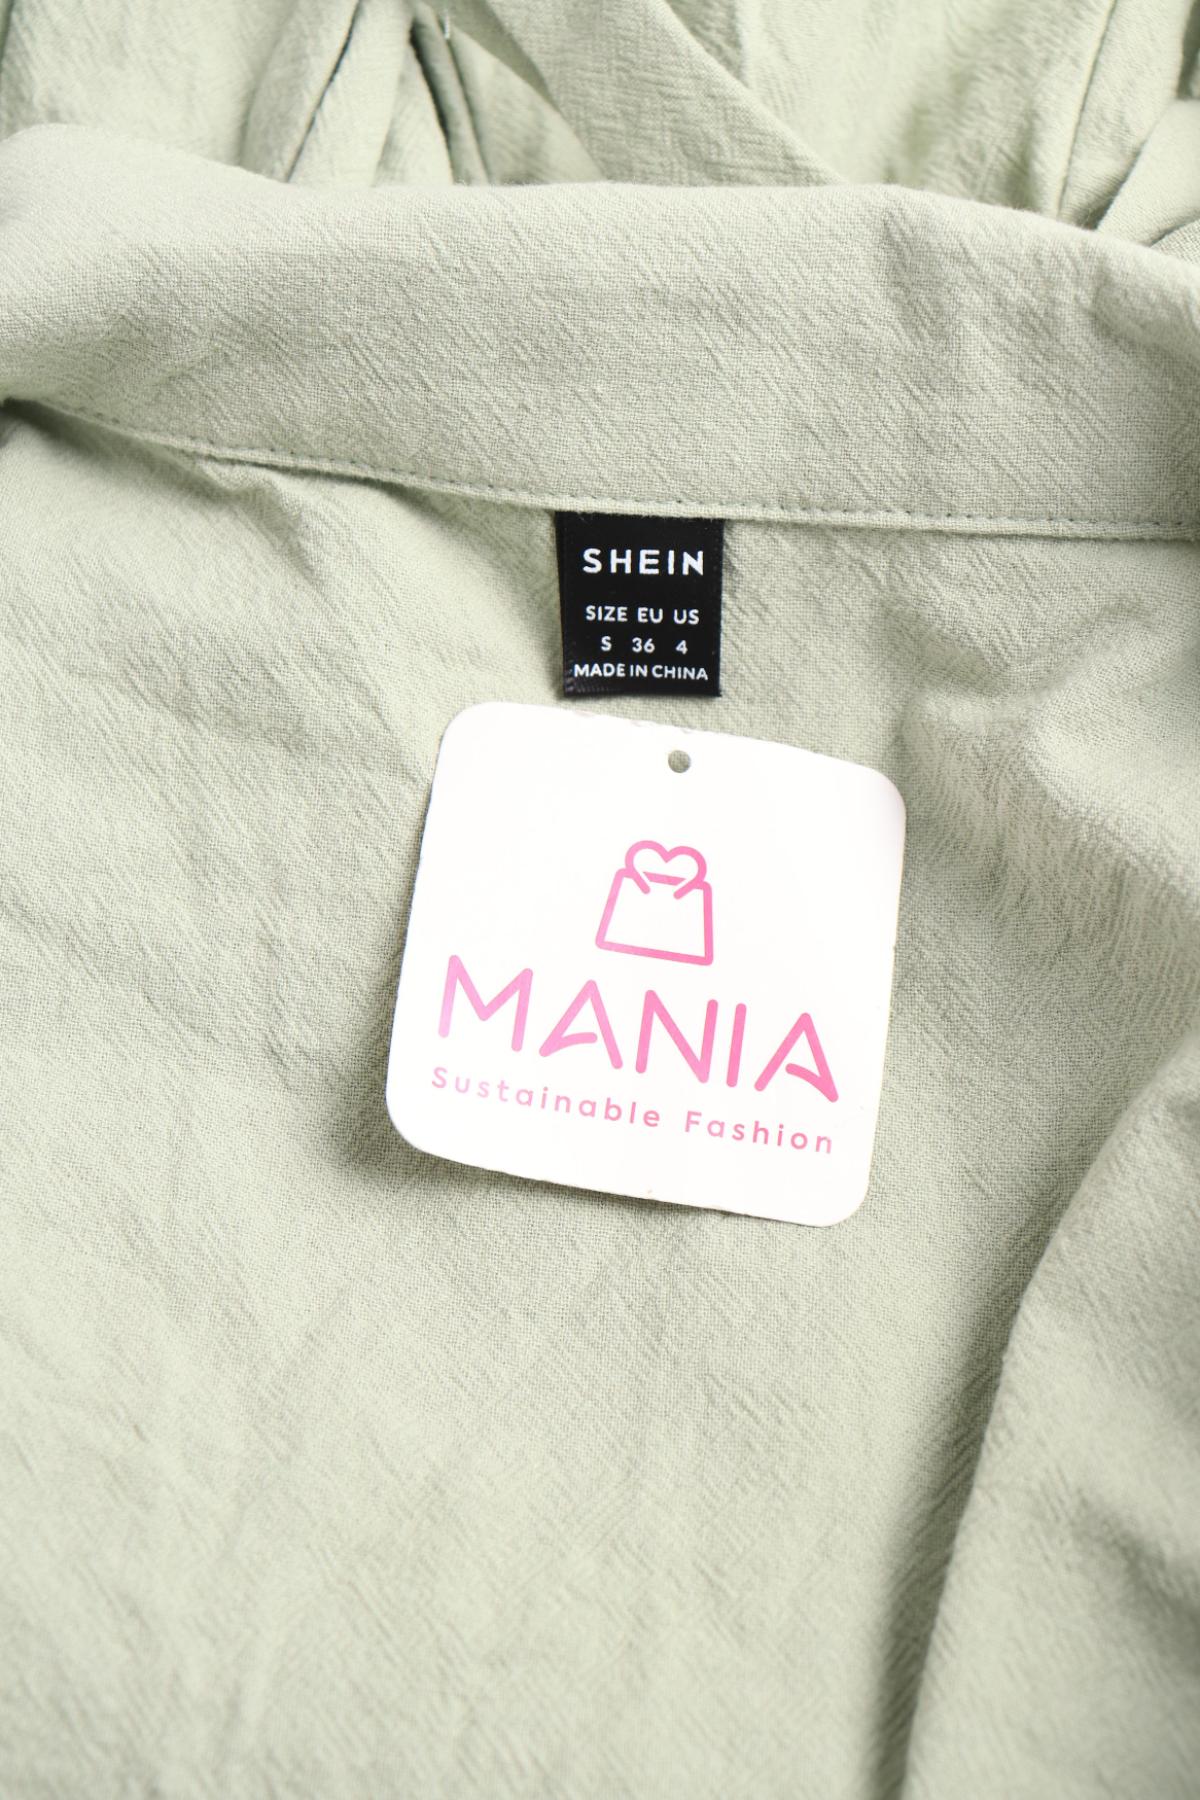 SHEIN
SIZE EU US
S 36 4
MADE IN CHINA
MANIA
Sustainable Fashion